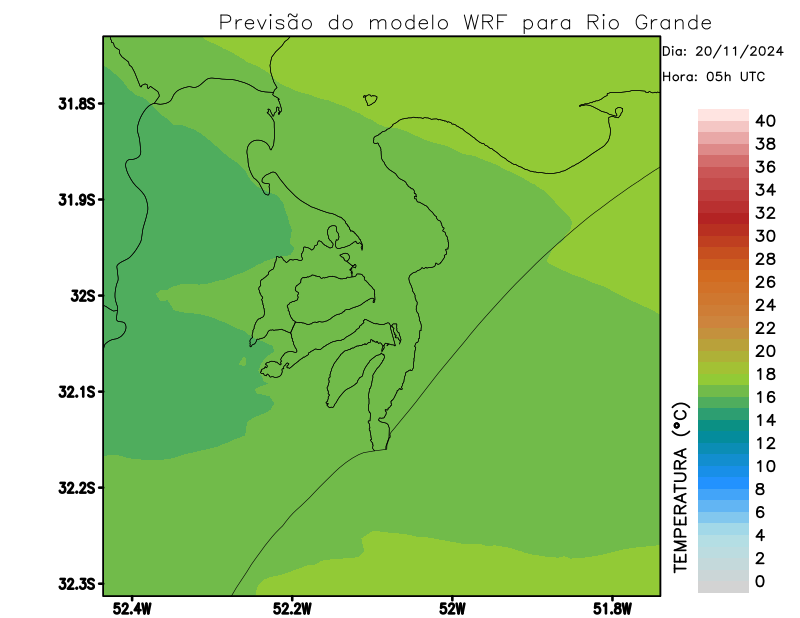 Previsão do modelo WRF para Rio Grande
Dia: 20/11/2024
Hora: 05h UTC
31.8S
31.9S
32S
32.1S
32.2S
32.3S
52.4W
52.2W
52W
51.8W
TEMPERATURA (ºC)
40
38
36
34
32
30
28
26
24
22
20
18
16
14
12
10
8
6
4
2
0